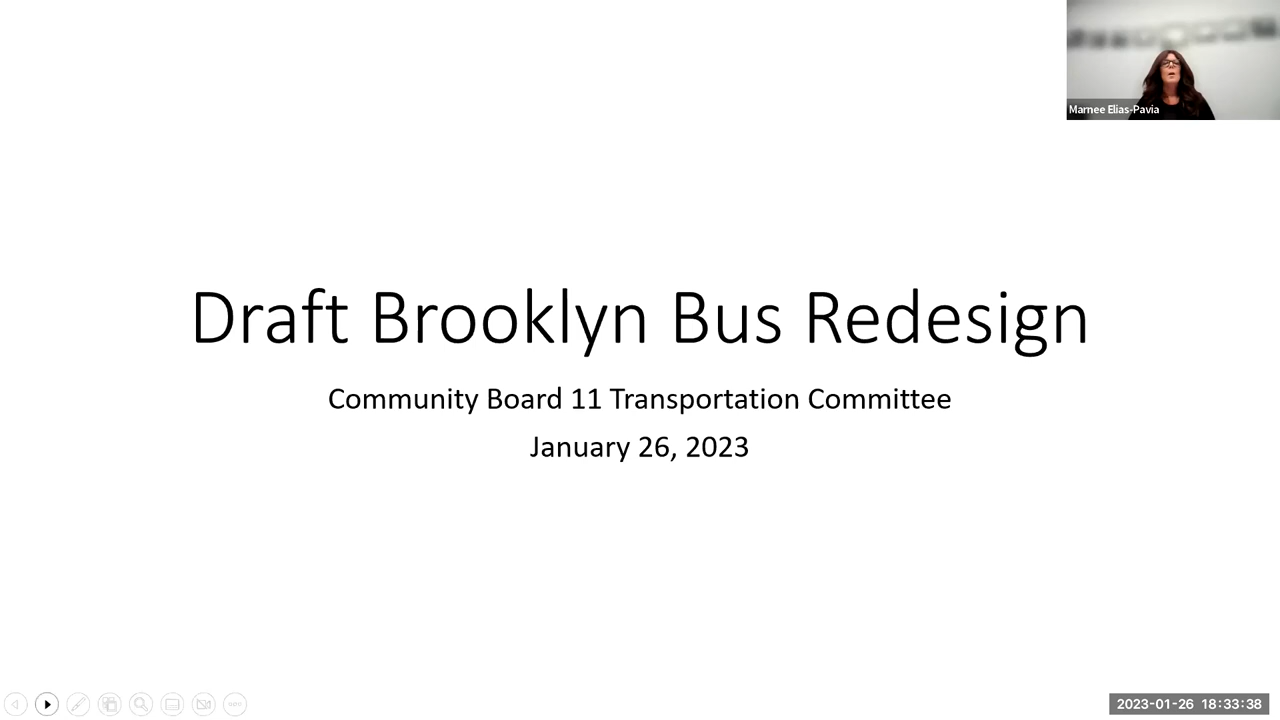 Marnee Elias-Pavia
Draft Brooklyn Bus Redesign
Community Board 11 Transportation Committee
January 26, 2023
2023-01-26 18:33:38